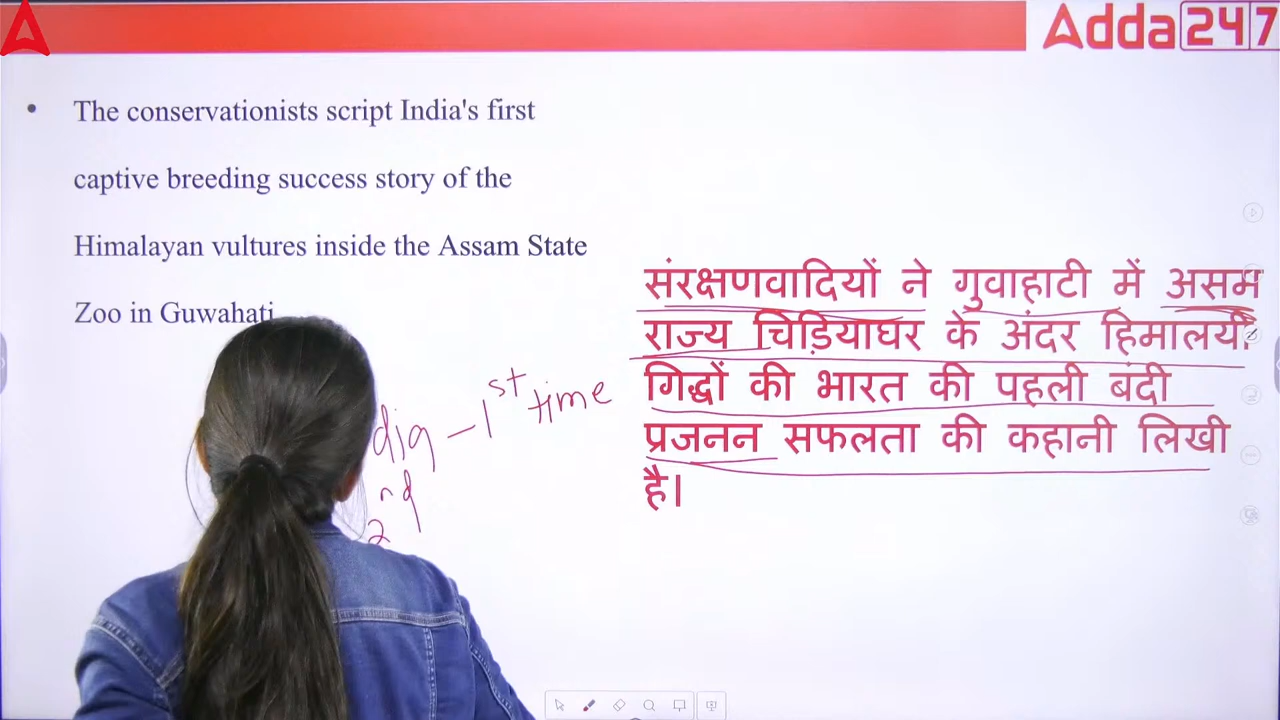 Adda247
The conservationists script India's first
captive breeding success story of the
Himalayan vultures inside the Assam State
Zoo in Guwahati
संरक्षणवादियों ने गुवाहाटी में असम
राज्य चिड़ियाघर के अंदर हिमालयी
गिद्धों की भारत की पहली बंदी
प्रजनन सफलता की कहानी लिखी
है।
1st time
2nd